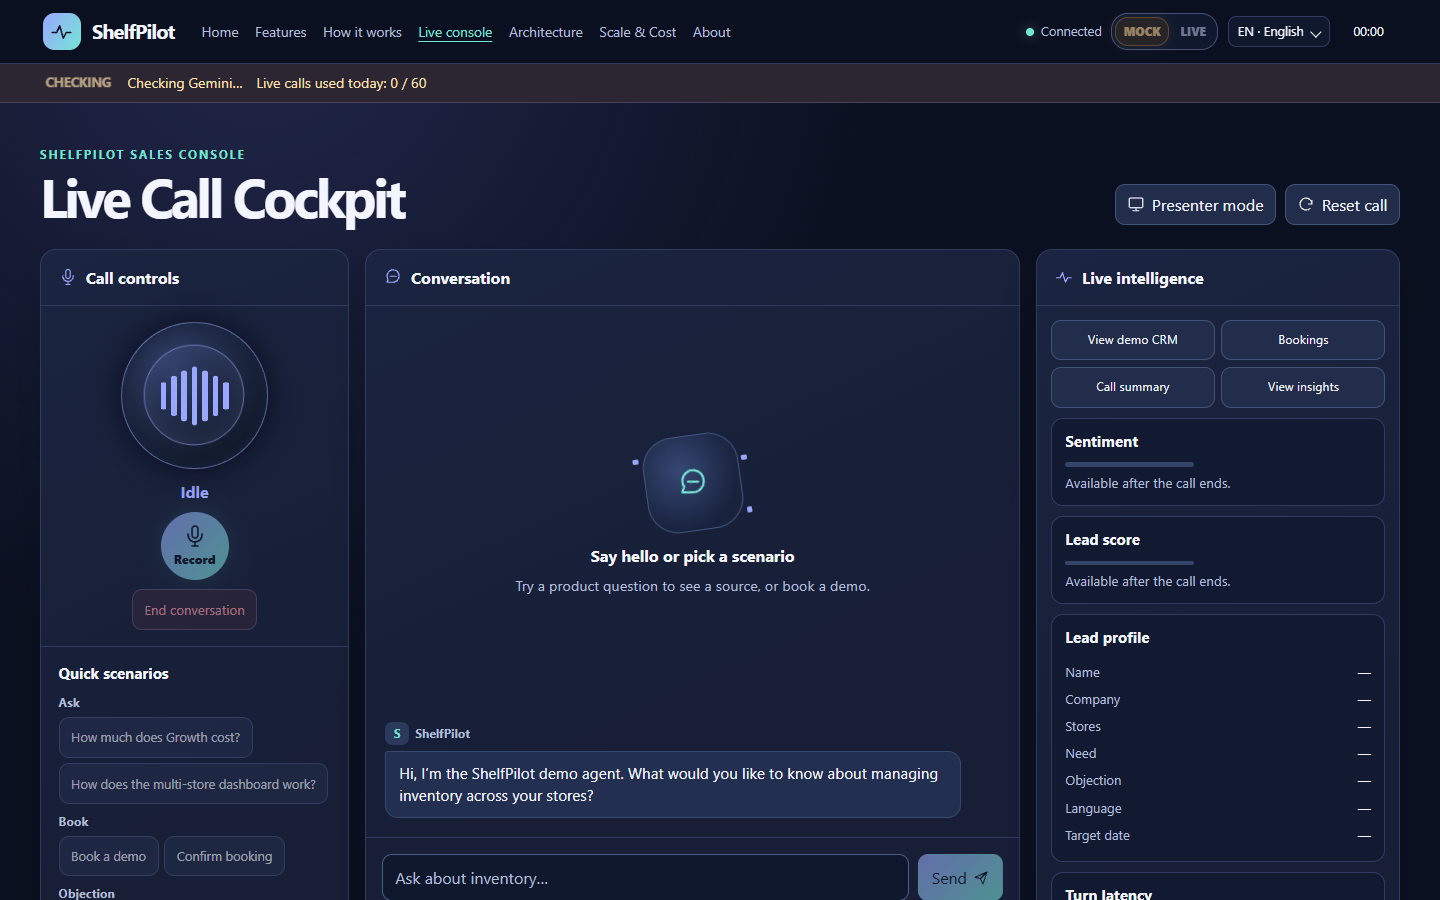 ShelfPilot Home Features How it works Live console Architecture Scale & Cost About Connected MOCK LIVE EN · English 00:00
CHECKING Checking Gemini... Live calls used today: 0 / 60
SHELFPILOT SALES CONSOLE
Live Call Cockpit
Presenter mode
Reset call
Call controls
Idle
Record
End conversation
Quick scenarios
Ask
How much does Growth cost?
How does the multi-store dashboard work?
Book
Book a demo
Confirm booking
Objection
Conversation
Say hello or pick a scenario
Try a product question to see a source, or book a demo.
S ShelfPilot
Hi, I'm the ShelfPilot demo agent. What would you like to know about managing
inventory across your stores?
Ask about inventory...
Send
Live intelligence
View demo CRM
Bookings
Call summary
View insights
Sentiment
Available after the call ends.
Lead score
Available after the call ends.
Lead profile
Name —
Company —
Stores —
Need —
Objection —
Language —
Target date —
Turn latency